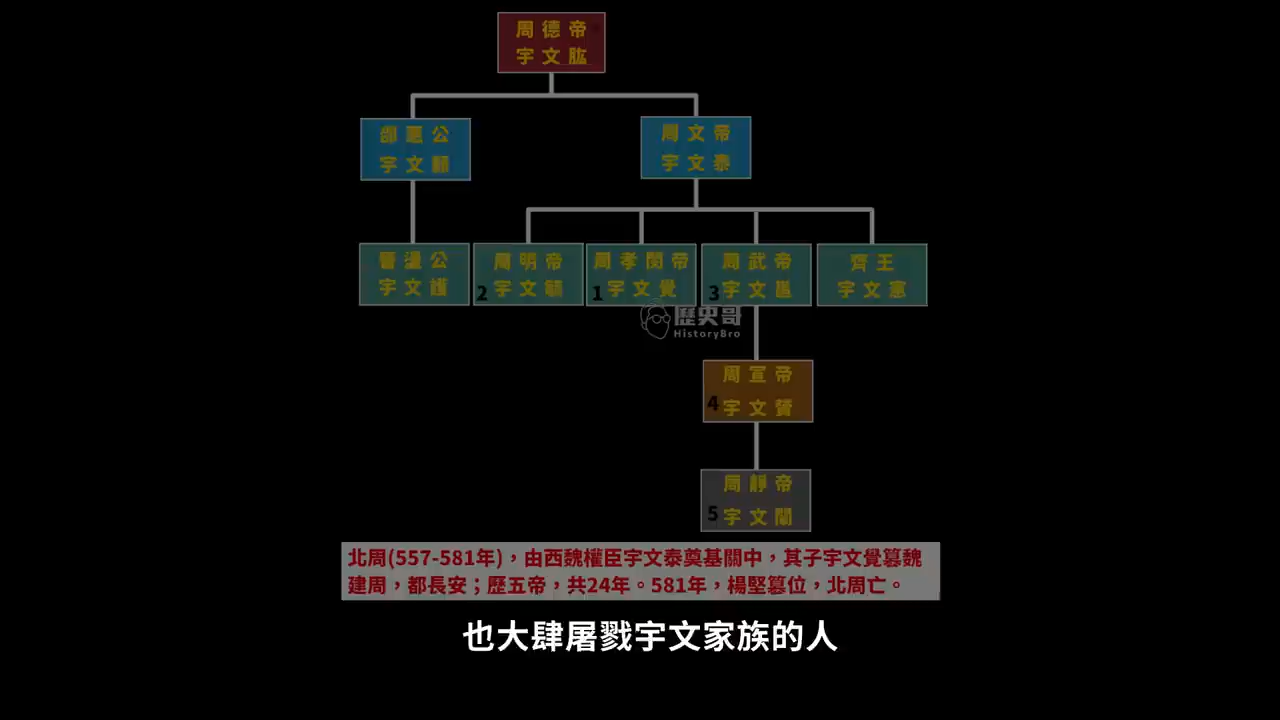 周德帝
宇文肱
邵惠公
宇文顥
周文帝
宇文泰
晉蕩公
宇文護
周明帝
2 宇文毓
周孝閔帝
1 宇文覺
周武帝
3 宇文邕
齊王
宇文憲
歷史哥
HistoryBro
周宣帝
4 宇文贇
周靜帝
5 宇文闡
北周(557-581年)，由西魏權臣宇文泰奠基關中，其子宇文覺篡魏
建周，都長安；歷五帝，共24年。581年，楊堅篡位，北周亡。
也大肆屠戮宇文家族的人